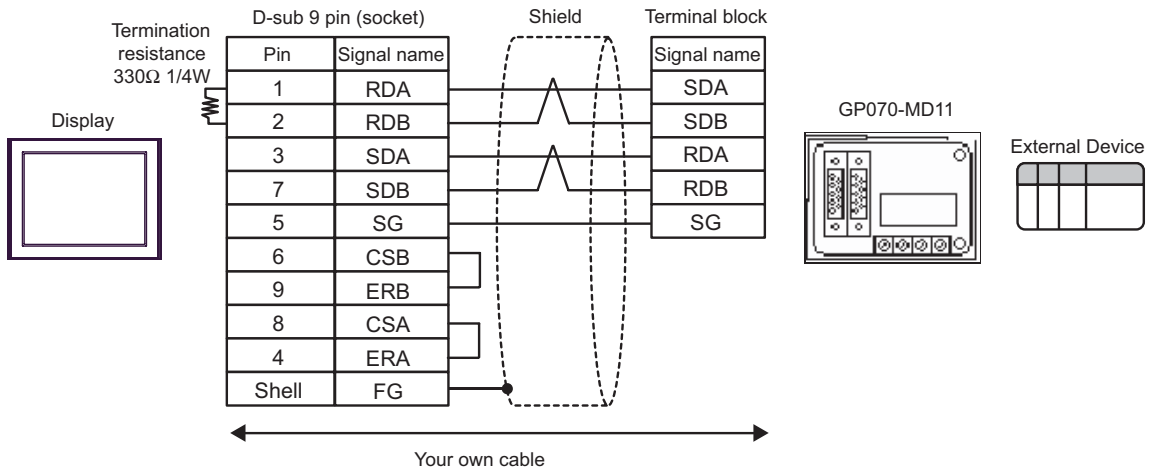 D-sub 9 pin (socket)
Shield
Terminal block
Termination
resistance
330Ω 1/4W
Pin Signal name
Signal name
1 RDA
SDA
2 RDB
SDB
3 SDA
RDA
7 SDB
RDB
5 SG
SG
6 CSB
9 ERB
8 CSA
4 ERA
Shell FG
Display
GP070-MD11
External Device
Your own cable